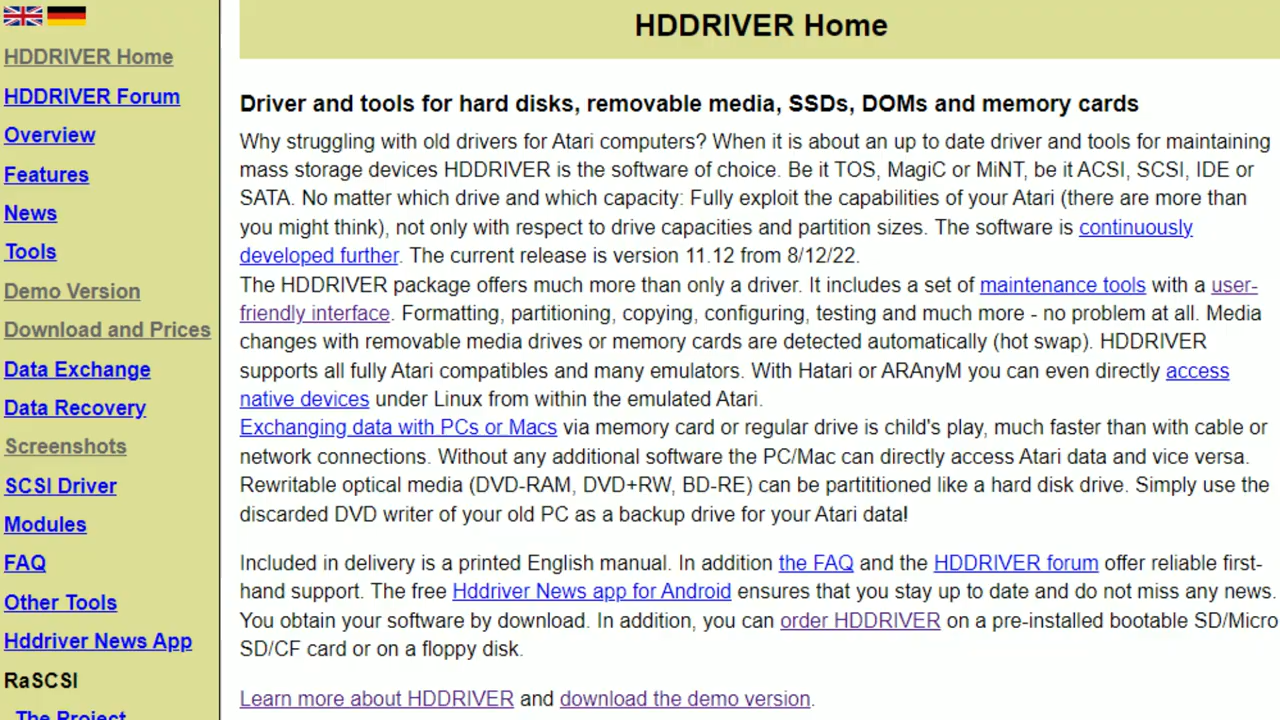 HDDRIVER Home
HDDRIVER Forum
Overview
Features
News
Tools
Demo Version
Download and Prices
Data Exchange
Data Recovery
Screenshots
SCSI Driver
Modules
FAQ
Other Tools
Hddriver News App
RaSCSI
The Project
HDDRIVER Home
Driver and tools for hard disks, removable media, SSDs, DOMs and memory cards
Why struggling with old drivers for Atari computers? When it is about an up to date driver and tools for maintaining
mass storage devices HDDRIVER is the software of choice. Be it TOS, MagiC or MiNT, be it ACSI, SCSI, IDE or
SATA. No matter which drive and which capacity: Fully exploit the capabilities of your Atari (there are more than
you might think), not only with respect to drive capacities and partition sizes. The software is continuously
developed further. The current release is version 11.12 from 8/12/22.
The HDDRIVER package offers much more than only a driver. It includes a set of maintenance tools with a user-
friendly interface. Formatting, partitioning, copying, configuring, testing and much more - no problem at all. Media
changes with removable media drives or memory cards are detected automatically (hot swap). HDDRIVER
supports all fully Atari compatibles and many emulators. With Hatari or ARAnyM you can even directly access
native devices under Linux from within the emulated Atari.
Exchanging data with PCs or Macs via memory card or regular drive is child's play, much faster than with cable or
network connections. Without any additional software the PC/Mac can directly access Atari data and vice versa.
Rewritable optical media (DVD-RAM, DVD+RW, BD-RE) can be partititioned like a hard disk drive. Simply use the
discarded DVD writer of your old PC as a backup drive for your Atari data!
Included in delivery is a printed English manual. In addition the FAQ and the HDDRIVER forum offer reliable first-
hand support. The free Hddriver News app for Android ensures that you stay up to date and do not miss any news.
You obtain your software by download. In addition, you can order HDDRIVER on a pre-installed bootable SD/Micro
SD/CF card or on a floppy disk.
Learn more about HDDRIVER and download the demo version.